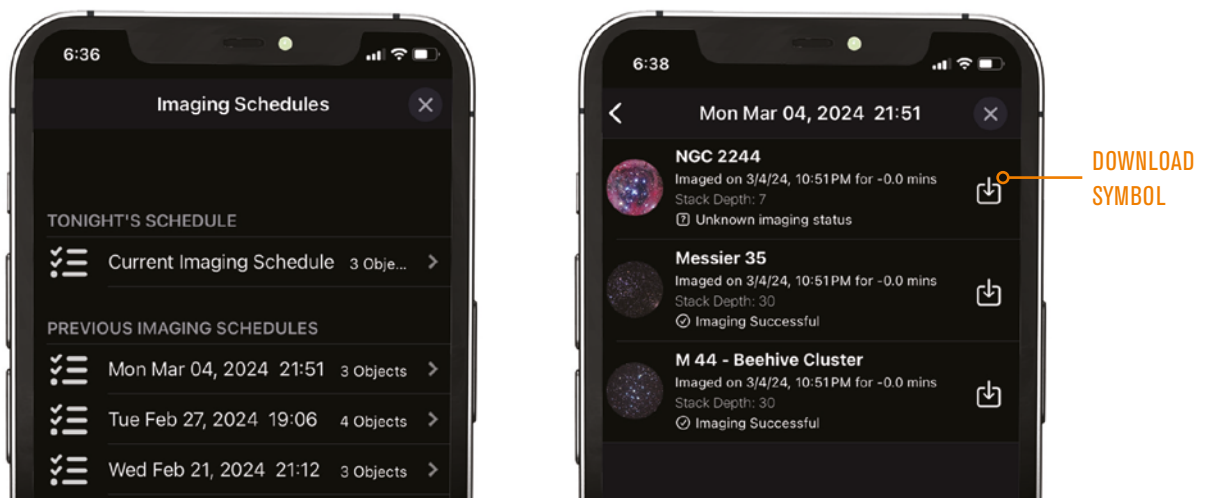 6:36
Imaging Schedules
TONIGHT'S SCHEDULE
Current Imaging Schedule 3 Obje...
PREVIOUS IMAGING SCHEDULES
Mon Mar 04, 2024 21:51 3 Objects
Tue Feb 27, 2024 19:06 4 Objects
Wed Feb 21, 2024 21:12 3 Objects
6:38
Mon Mar 04, 2024 21:51
NGC 2244
Imaged on 3/4/24, 10:51PM for -0.0 mins
Stack Depth: 7
Unknown imaging status
Messier 35
Imaged on 3/4/24, 10:51PM for -0.0 mins
Stack Depth: 30
Imaging Successful
M 44 - Beehive Cluster
Imaged on 3/4/24, 10:51PM for -0.0 mins
Stack Depth: 30
Imaging Successful
DOWNLOAD
SYMBOL